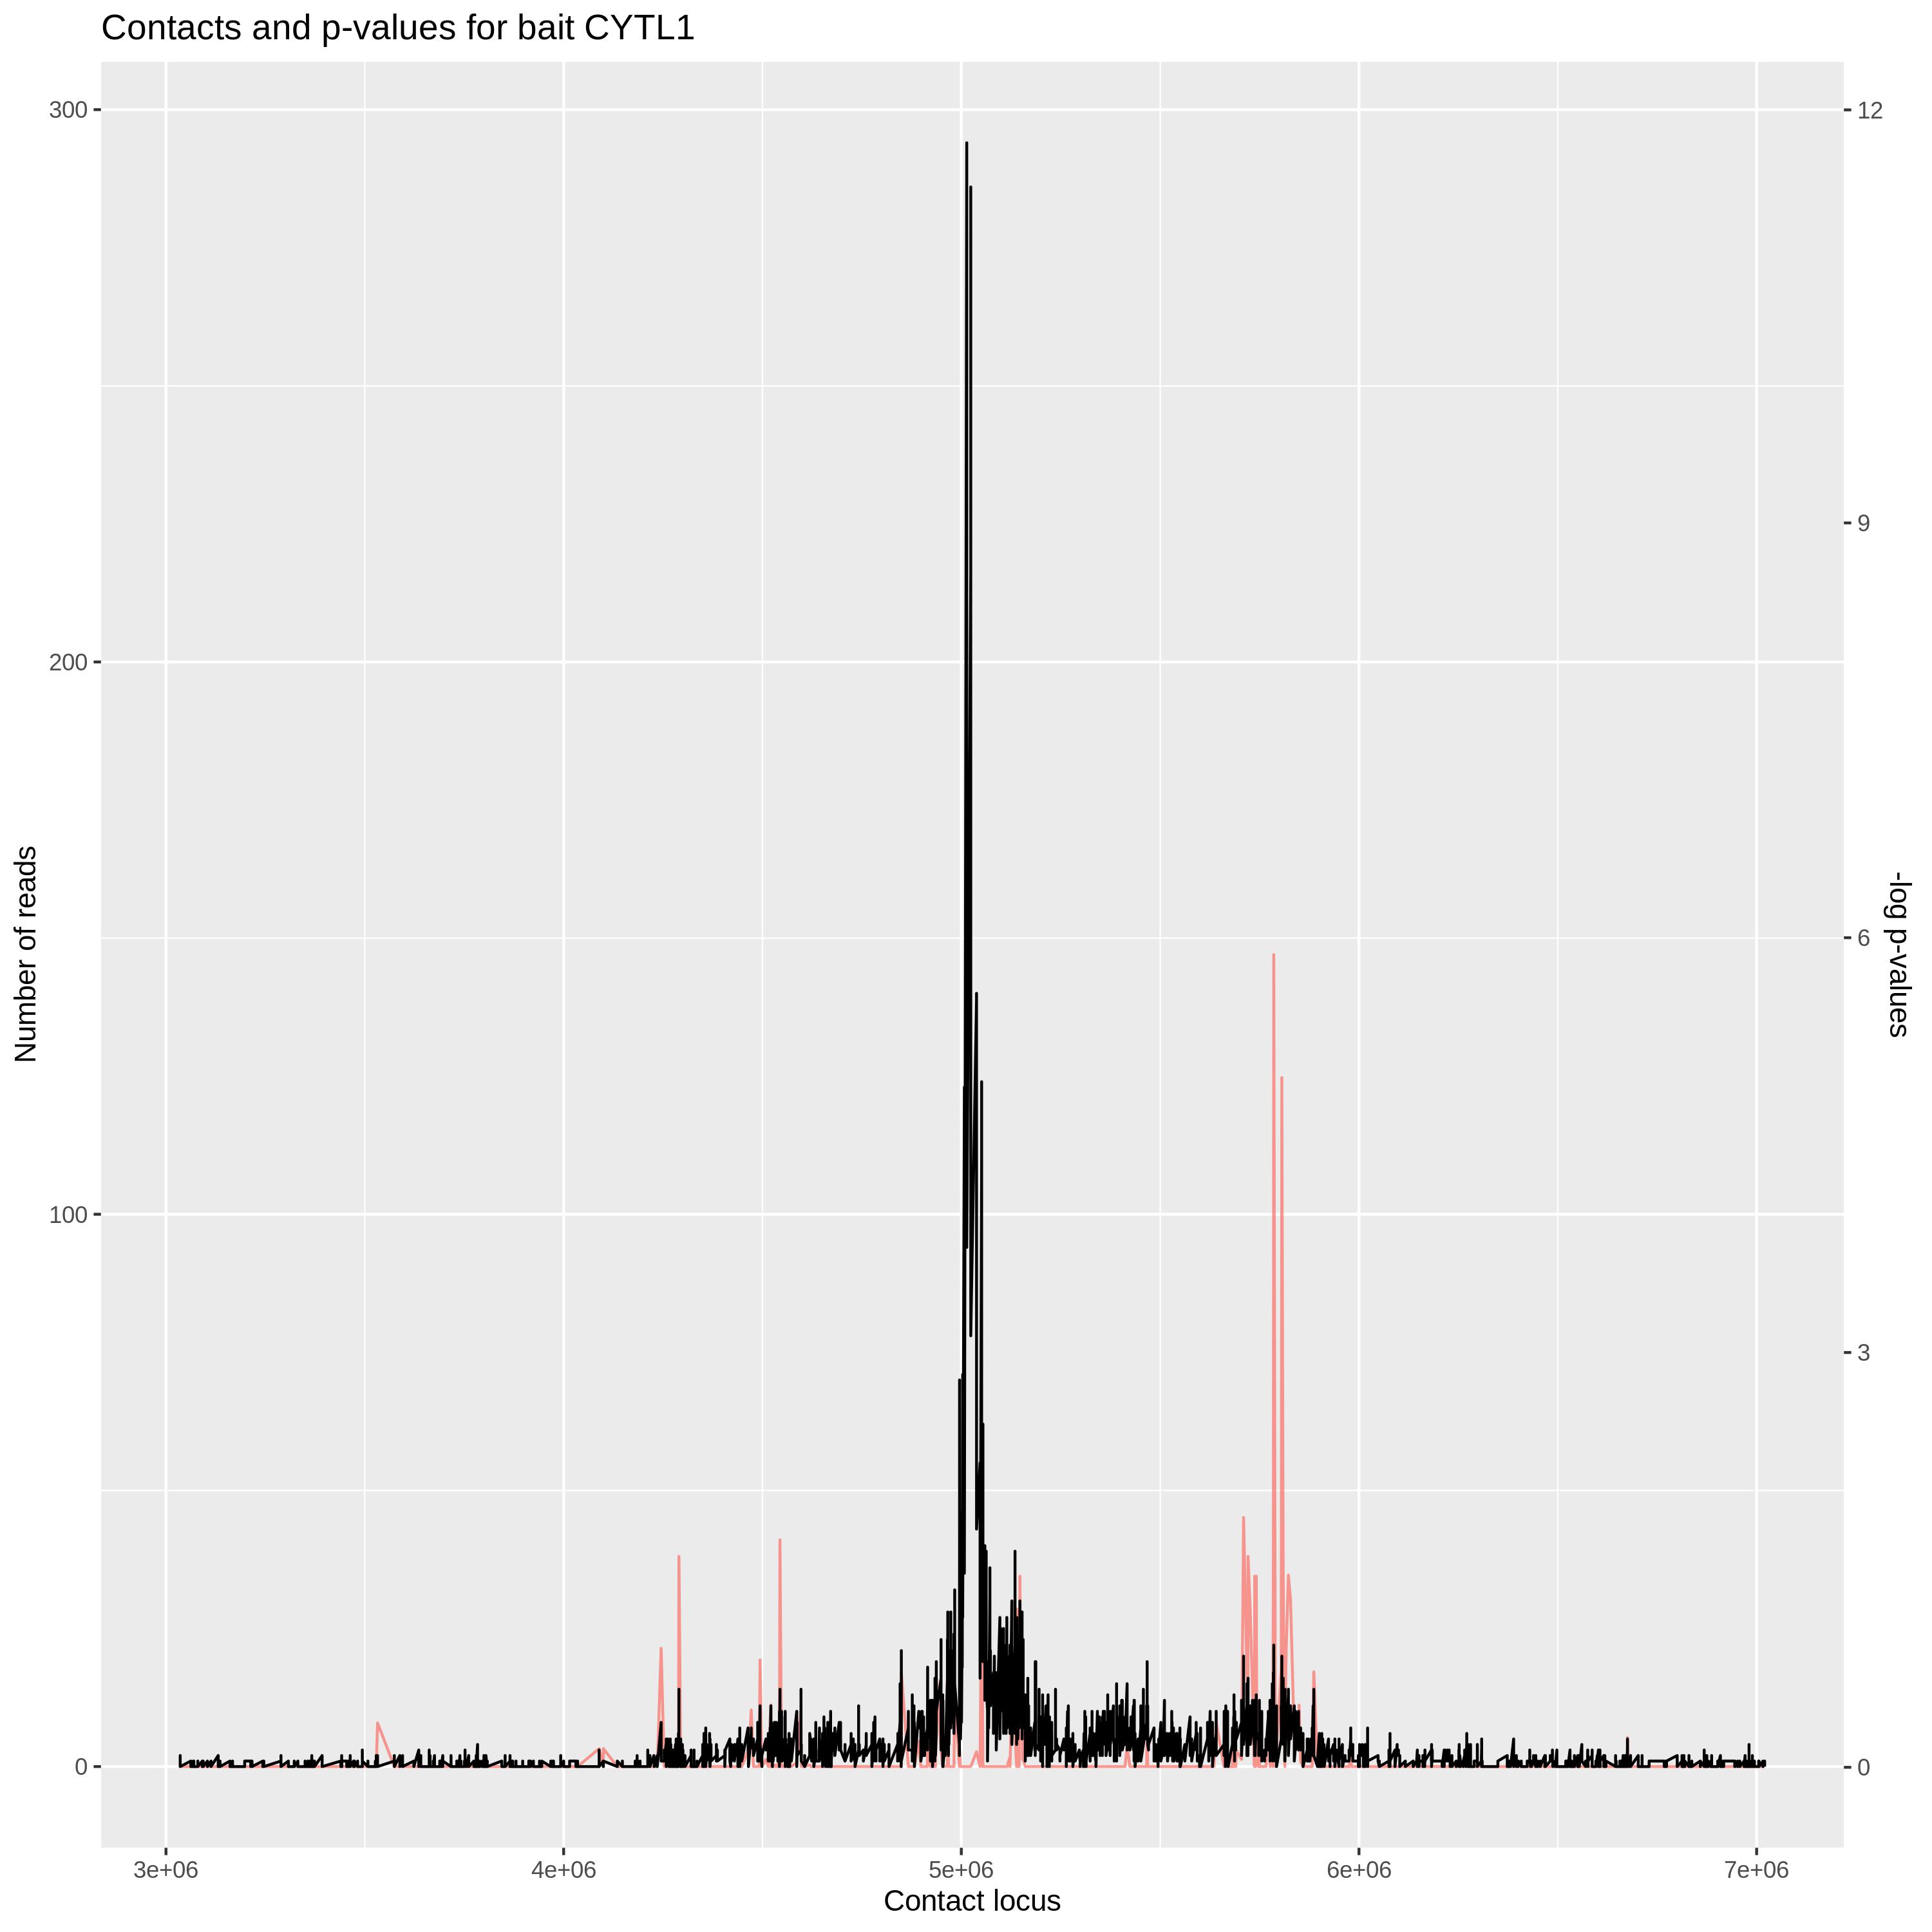 Contacts and p-values for bait CYTL1
300
200
100
0
Number of reads
12
9
6
3
0
-log p-values
3e+06 4e+06 5e+06 6e+06 7e+06
Contact locus